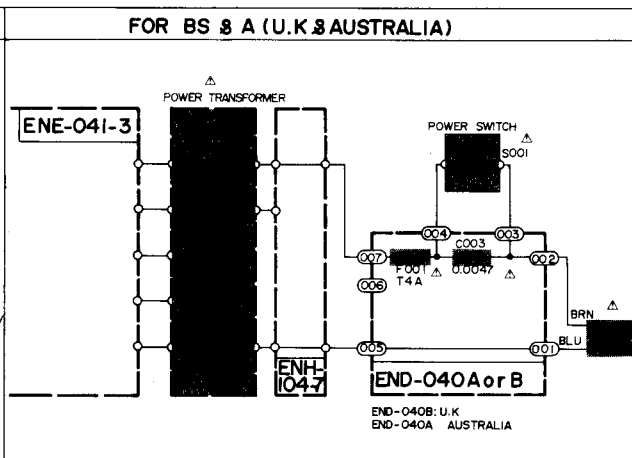 FOR BS & A (U.K & AUSTRALIA)
POWER TRANSFORMER
ENE-041-3
POWER SWITCH
S001
004
003
C003
007
002
F001
0.0047
T4A
006
BRN
005
001
BLU
ENH-
1047
END-040A or B
END-040B: U.K
END-040A AUSTRALIA